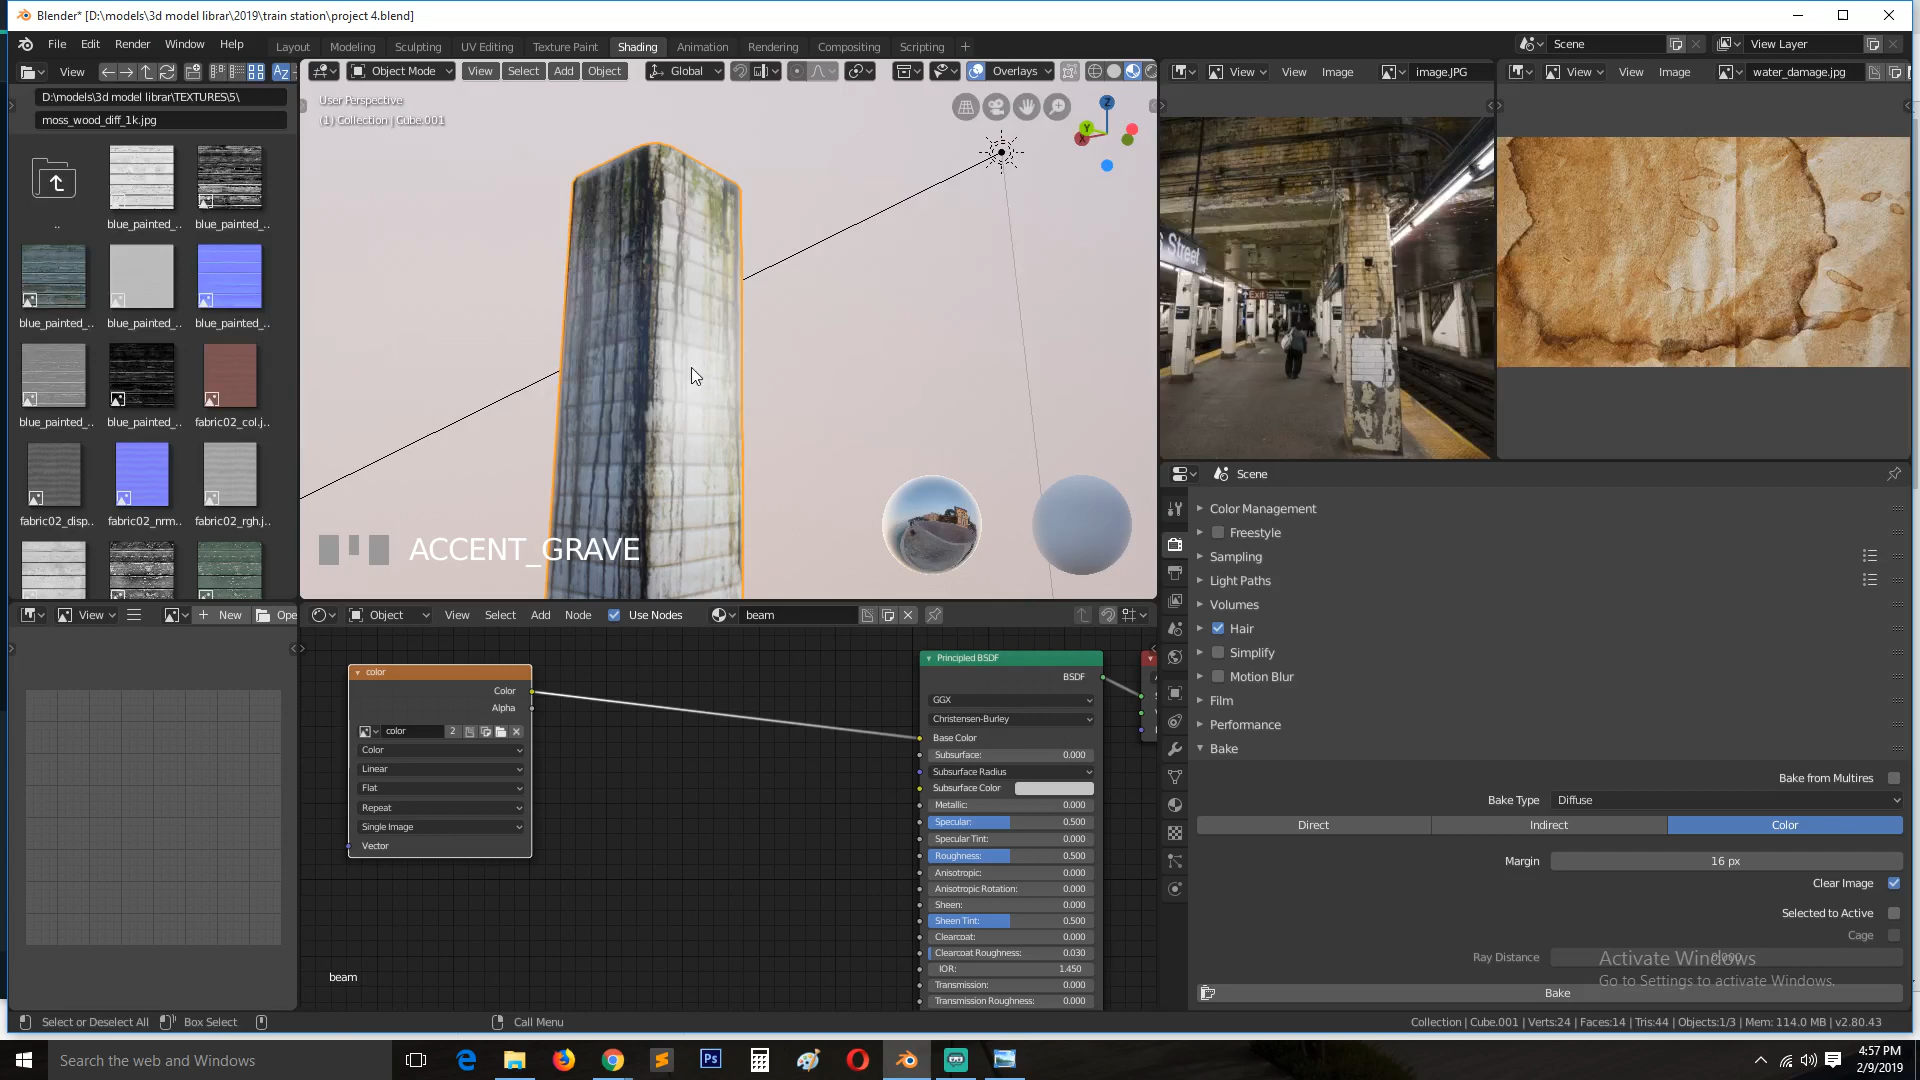 Blender* [D:\models\3d model librar\2019\train station\project 4.blend]
File Edit Render Window Help
Layout Modeling Sculpting UV Editing Texture Paint Shading Animation Rendering Compositing Scripting +
Scene
View Layer
View
Object Mode View Select Add Object Global Overlays
View View Image image.JPG
View View Image water_damage.jpg
D:\models\3d model librar\TEXTURES\5\
moss_wood_diff_1k.jpg
User Perspective
(1) Collection | Cube.001
Z
Y
X
..
blue_painted_..
blue_painted_..
blue_painted_..
blue_painted_..
blue_painted_..
blue_painted_..
blue_painted_..
fabric02_col.j..
fabric02_disp..
fabric02_nrm..
fabric02_rgh.j..
S Street
Exit
ACCENT_GRAVE
View + New Ope
Object View Select Add Node Use Nodes beam
color
Color
Alpha
color 2
Color
Linear
Flat
Repeat
Single Image
Vector
Principled BSDF
BSDF
GGX
Christensen-Burley
Base Color
Subsurface: 0.000
Subsurface Radius
Subsurface Color
Metallic: 0.000
Specular: 0.500
Specular Tint: 0.000
Roughness: 0.500
Anisotropic: 0.000
Anisotropic Rotation: 0.000
Sheen: 0.000
Sheen Tint: 0.500
Clearcoat: 0.000
Clearcoat Roughness: 0.030
IOR: 1.450
Transmission: 0.000
Transmission Roughness: 0.000
beam
Scene
Color Management
Freestyle
Sampling
Light Paths
Volumes
Hair
Simplify
Motion Blur
Film
Performance
Bake
Bake from Multires
Bake Type Diffuse
Direct Indirect Color
Margin 16 px
Clear Image
Selected to Active
Cage
Ray Distance
Activate Windows
Go to Settings to activate Windows.
Bake
Select or Deselect All Box Select Call Menu
Collection | Cube.001 | Verts:24 | Faces:14 | Tris:44 | Objects:1/3 | Mem: 114.0 MB | v2.80.43
Search the web and Windows
4:57 PM
2/9/2019